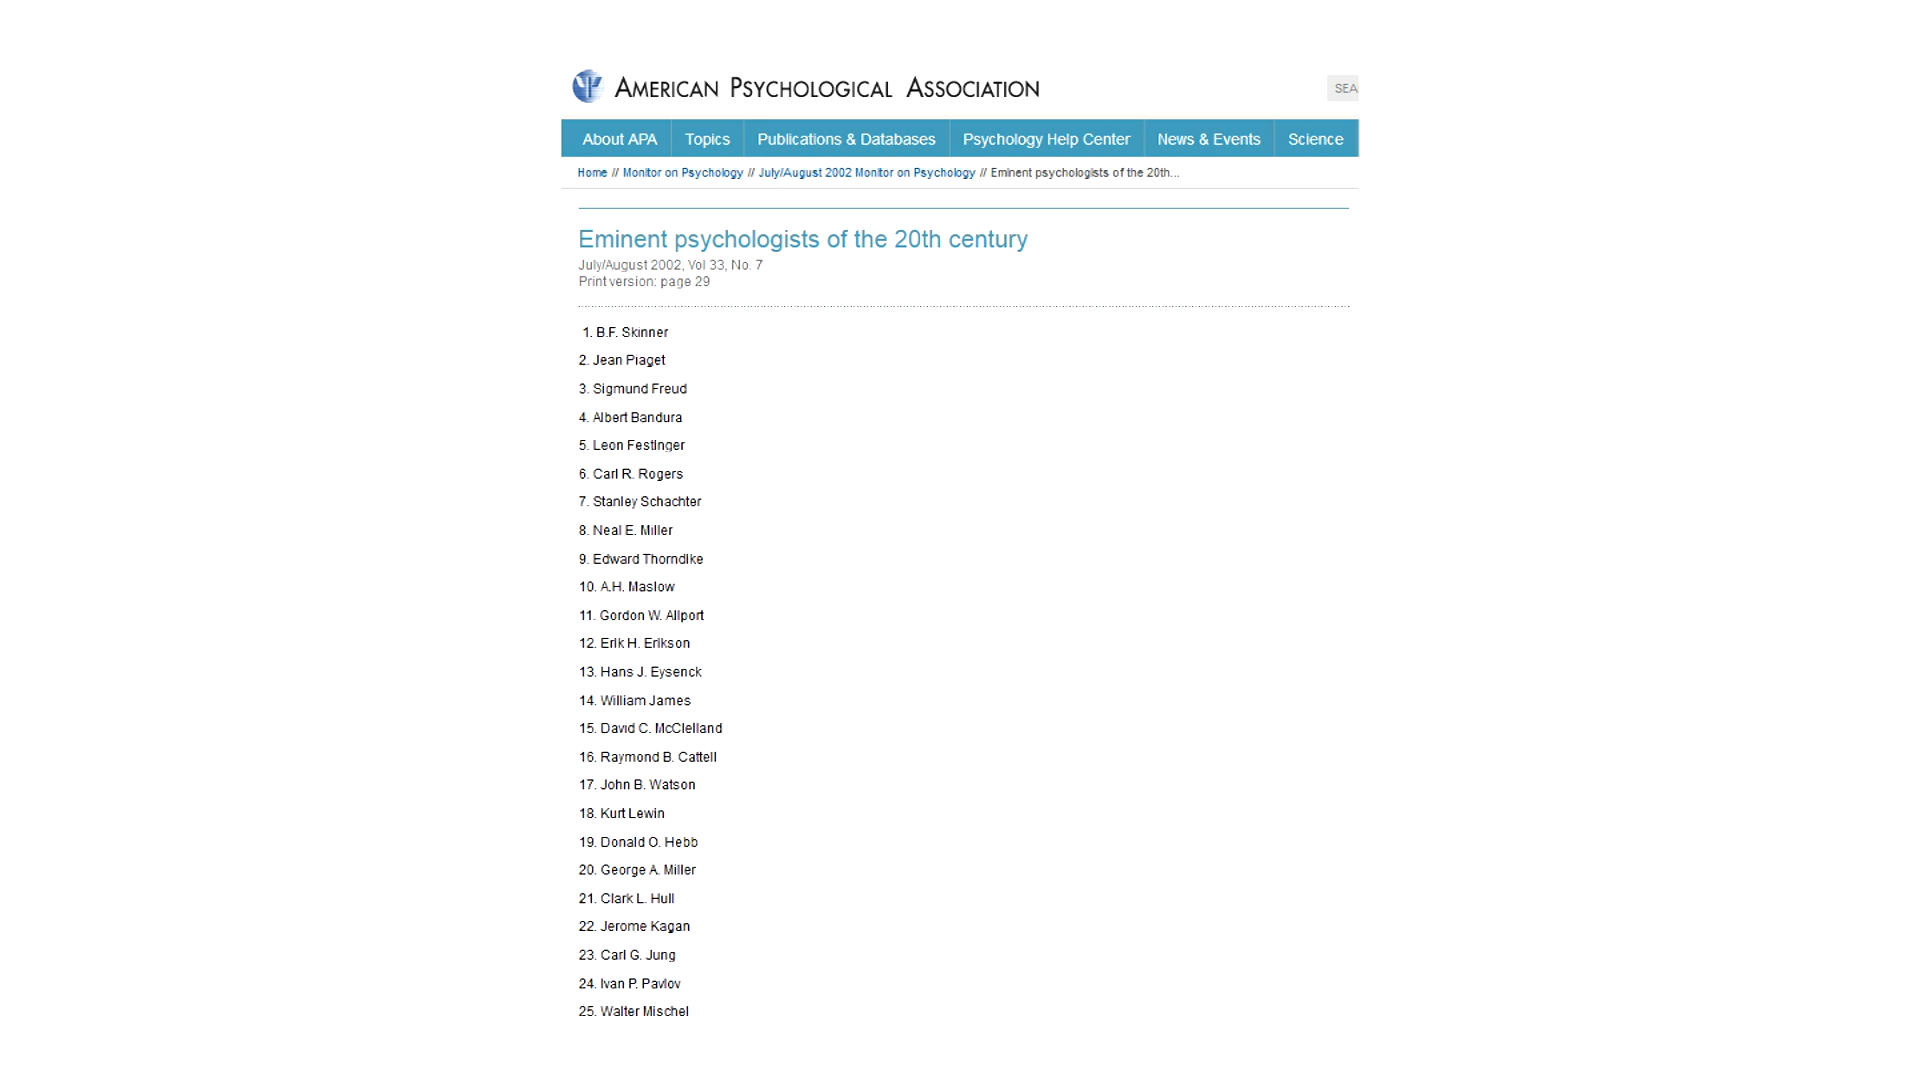 AMERICAN PSYCHOLOGICAL ASSOCIATION
SEA
About APA Topics Publications & Databases Psychology Help Center News & Events Science
Home // Monitor on Psychology // July/August 2002 Monitor on Psychology // Eminent psychologists of the 20th...
Eminent psychologists of the 20th century
July/August 2002, Vol 33, No. 7
Print version: page 29
1. B.F. Skinner
2. Jean Piaget
3. Sigmund Freud
4. Albert Bandura
5. Leon Festinger
6. Carl R. Rogers
7. Stanley Schachter
8. Neal E. Miller
9. Edward Thorndike
10. A.H. Maslow
11. Gordon W. Allport
12. Erik H. Erikson
13. Hans J. Eysenck
14. William James
15. David C. McClelland
16. Raymond B. Cattell
17. John B. Watson
18. Kurt Lewin
19. Donald O. Hebb
20. George A. Miller
21. Clark L. Hull
22. Jerome Kagan
23. Carl G. Jung
24. Ivan P. Pavlov
25. Walter Mischel